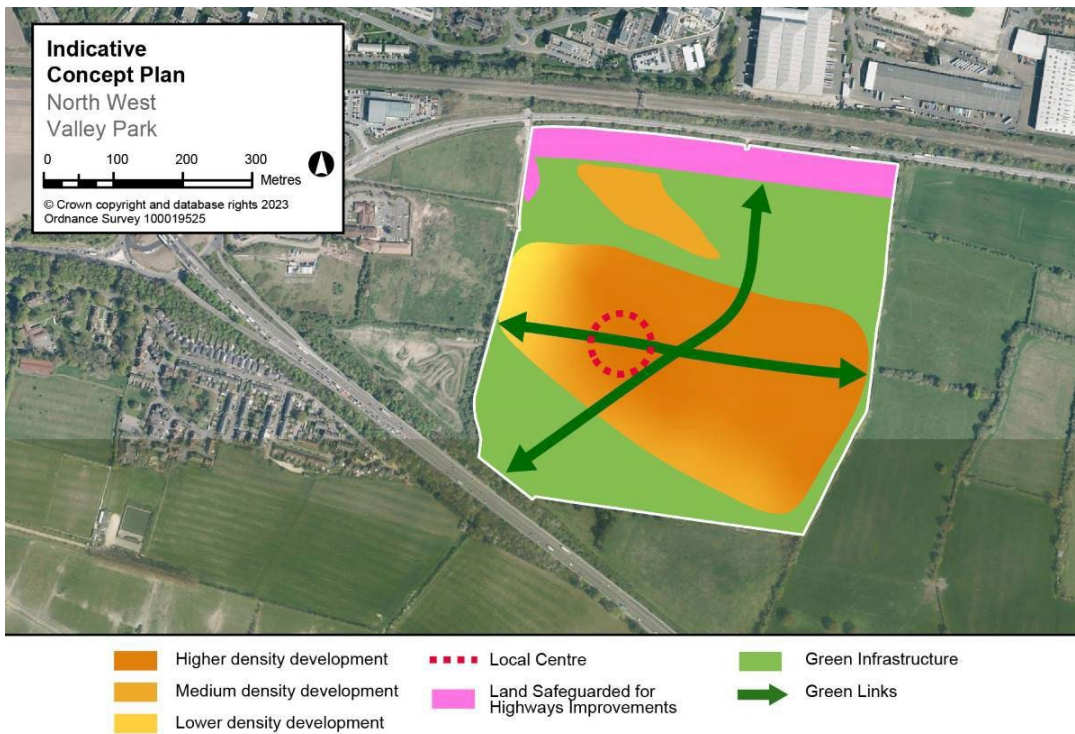 Indicative
Concept Plan
North West
Valley Park
0 100 200 300
Metres
© Crown copyright and database rights 2023
Ordnance Survey 100019525
Higher density development
Medium density development
Lower density development
Local Centre
Land Safeguarded for
Highways Improvements
Green Infrastructure
Green Links